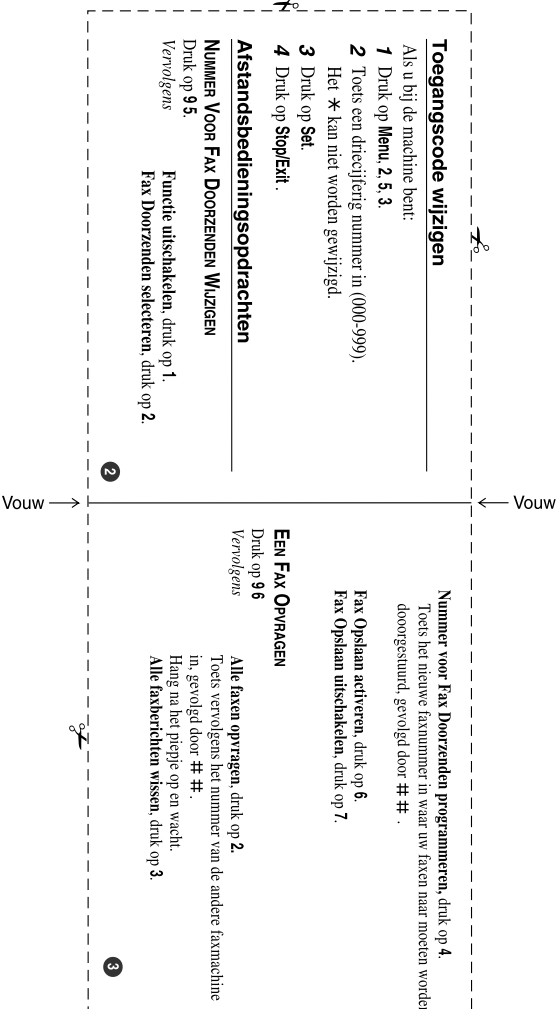 Toegangscode wijzigen
Als u bij de machine bent:
1 Druk op Menu, 2, 5, 3.
2 Toets een driecijferig nummer in (000-999).
Het * kan niet worden gewijzigd.
3 Druk op Set.
4 Druk op Stop/Exit .
Afstandsbedieningsopdrachten
NUMMER VOOR FAX DOORZENDEN WIJZIGEN
Druk op 9 5.
Vervolgens
Functie uitschakelen, druk op 1.
Fax Doorzenden selecteren, druk op 2.
2
Vouw
Vouw
Nummer voor Fax Doorzenden programmeren, druk op 4.
Toets het nieuwe faxnummer in waar uw faxen naar moeten worden
dooorgestuurd, gevolgd door # # .
Fax Opslaan activeren, druk op 6.
Fax Opslaan uitschakelen, druk op 7.
EEN FAX OPVRAGEN
Druk op 9 6
Vervolgens
Alle faxen opvragen, druk op 2.
Toets vervolgens het nummer van de andere faxmachine
in, gevolgd door # # .
Hang na het piepje op en wacht.
Alle faxberichten wissen, druk op 3.
3